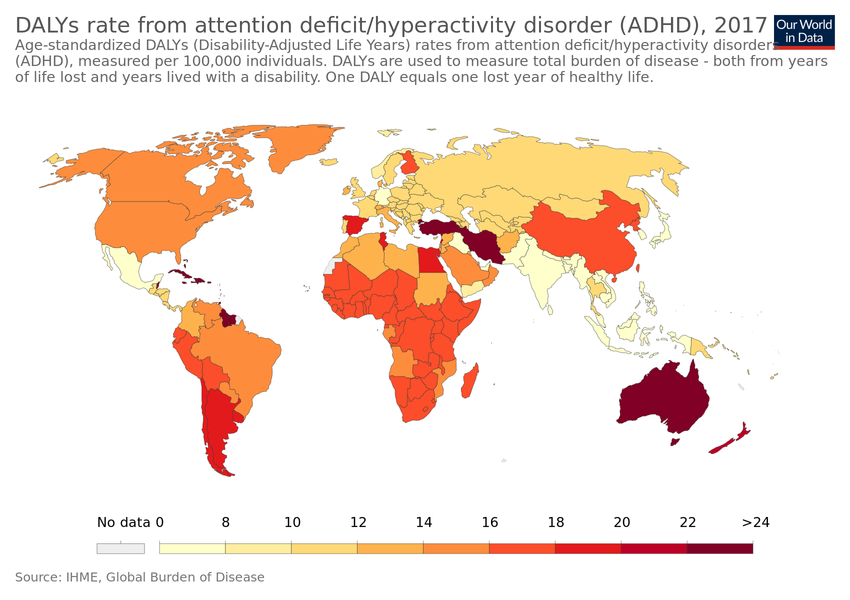 DALYs rate from attention deficit/hyperactivity disorder (ADHD), 2017
Our World
in Data
Age-standardized DALYs (Disability-Adjusted Life Years) rates from attention deficit/hyperactivity disorders
(ADHD), measured per 100,000 individuals. DALYs are used to measure total burden of disease - both from years
of life lost and years lived with a disability. One DALY equals one lost year of healthy life.
No data 0 8 10 12 14 16 18 20 22 >24
Source: IHME, Global Burden of Disease